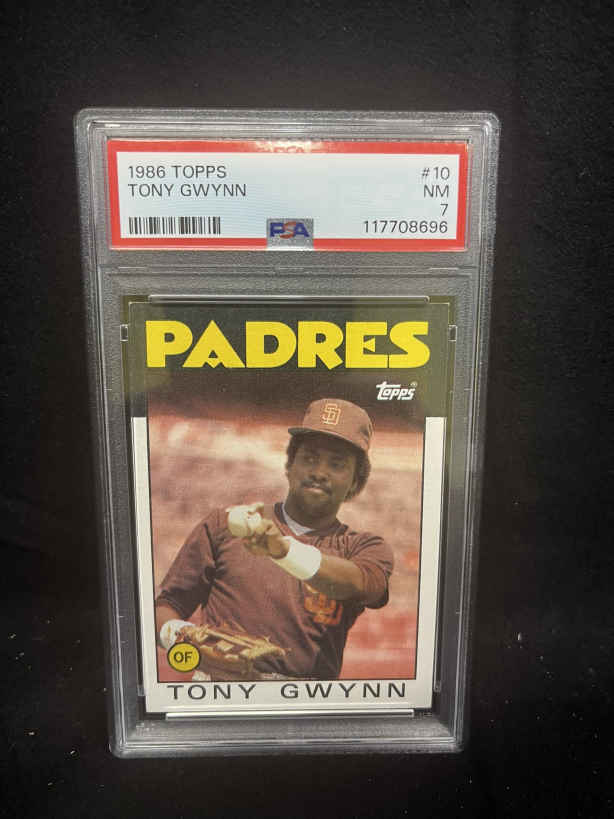 1986 TOPPS #10
TONY GWYNN NM
7
PSA 117708696
PADRES
topps®
SD
OF
TONY GWYNN